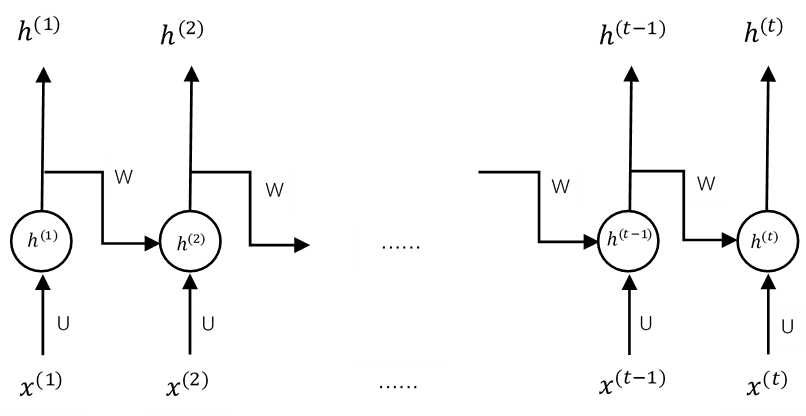 h^(1) h^(2) h^(t−1) h^(t)
W W W W
h^(1) h^(2) ...... h^(t−1) h^(t)
U U U U
x^(1) x^(2) ...... x^(t−1) x^(t)